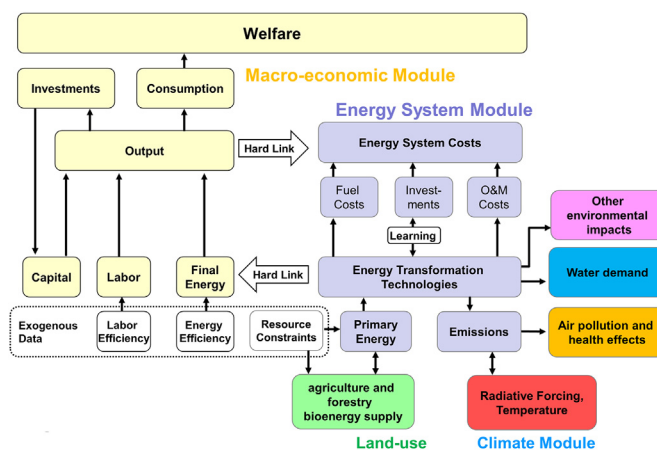 Welfare
Macro-economic Module
Investments
Consumption
Energy System Module
Output
Hard Link
Energy System Costs
Fuel
Costs
Invest-
ments
O&M
Costs
Learning
Other
environmental
impacts
Capital
Labor
Final
Energy
Hard Link
Energy Transformation
Technologies
Water demand
Exogenous
Data
Labor
Efficiency
Energy
Efficiency
Resource
Constraints
Primary
Energy
Emissions
Air pollution and
health effects
agriculture and
forestry
bioenergy supply
Radiative Forcing,
Temperature
Land-use
Climate Module